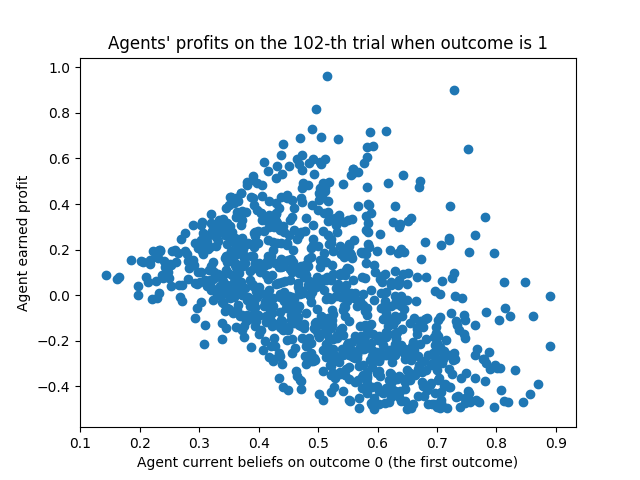 Agents' profits on the 102-th trial when outcome is 1
Agent earned profit
1.0
0.8
0.6
0.4
0.2
0.0
−0.2
−0.4
0.1 0.2 0.3 0.4 0.5 0.6 0.7 0.8 0.9
Agent current beliefs on outcome 0 (the first outcome)